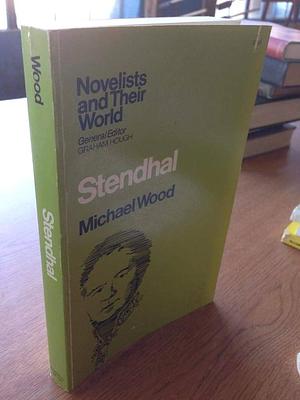 Wood
Stendhal
Novelists
and Their
World
General Editor
GRAHAM HOUGH
Stendhal
Michael Wood